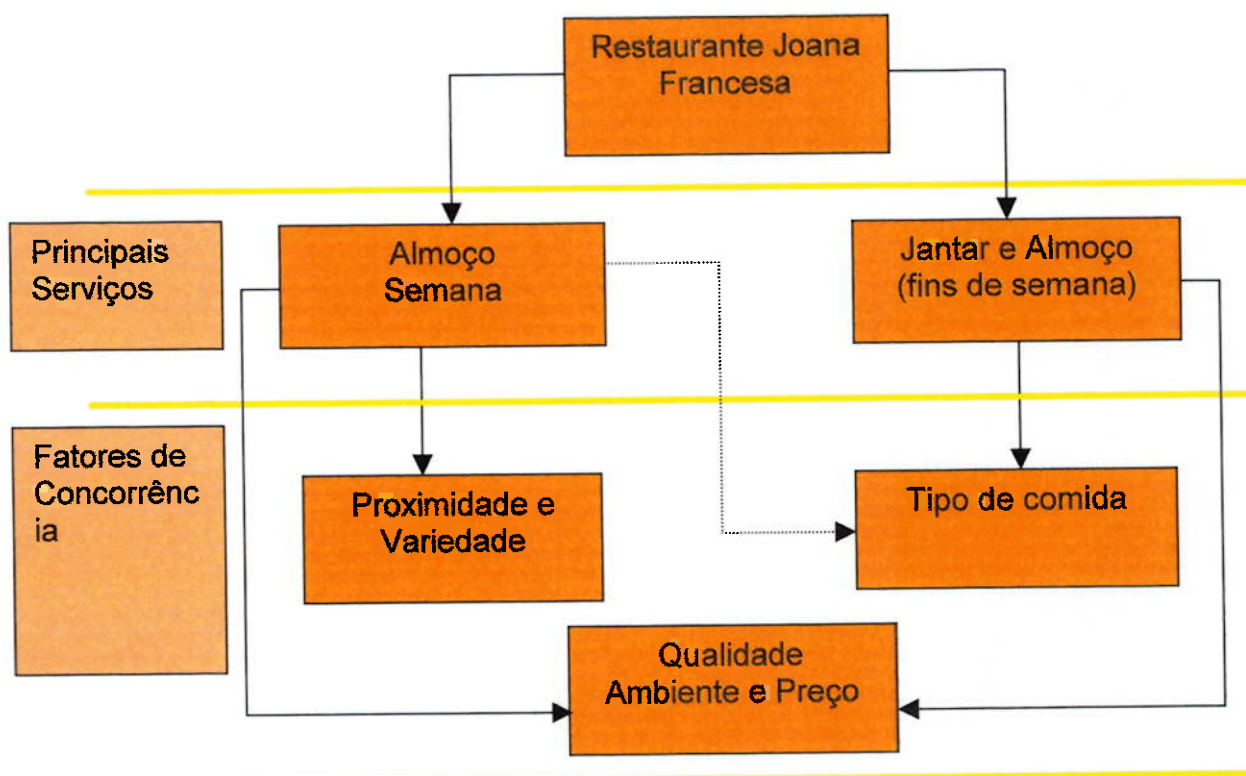 Restaurante Joana
Francesa
Principais
Serviços
Almoço
Semana
Jantar e Almoço
(fins de semana)
Fatores de
Concorrênc
ia
Proximidade e
Variedade
Tipo de comida
Qualidade
Ambiente e Preço